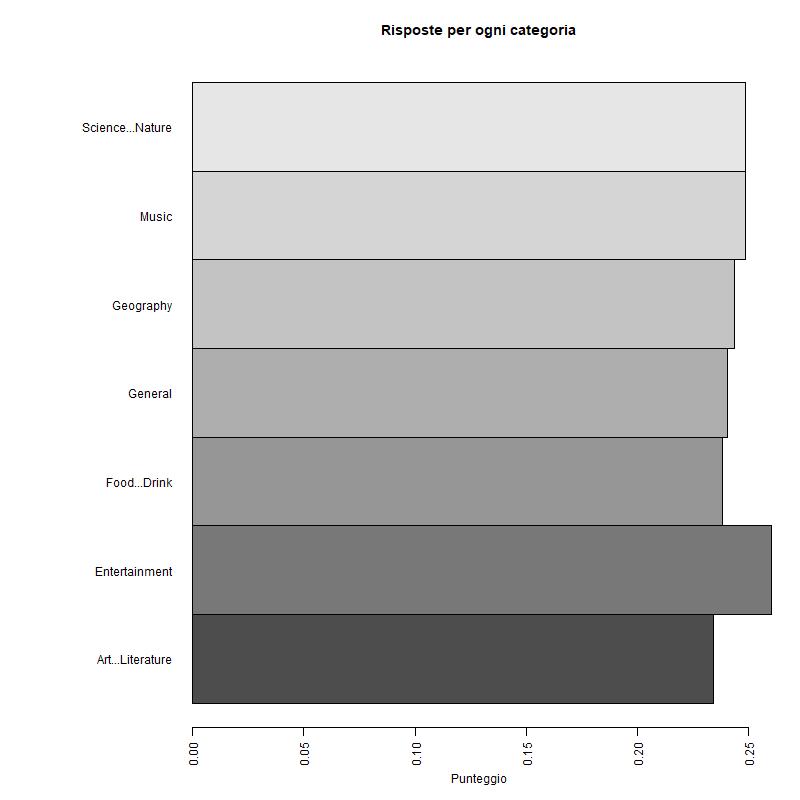 Risposte per ogni categoria
Science...Nature
Music
Geography
General
Food...Drink
Entertainment
Art...Literature
0.00
0.05
0.10
0.15
0.20
0.25
Punteggio